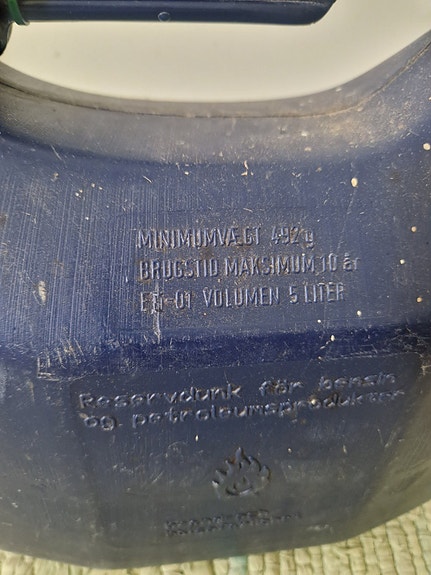 MINIMUMVÆGT 492 g
BRUGSTID MAKSIMUM 10 år
VOLUMEN 5 LITER
Reservdunk för bensin
og petroleumsprodukter